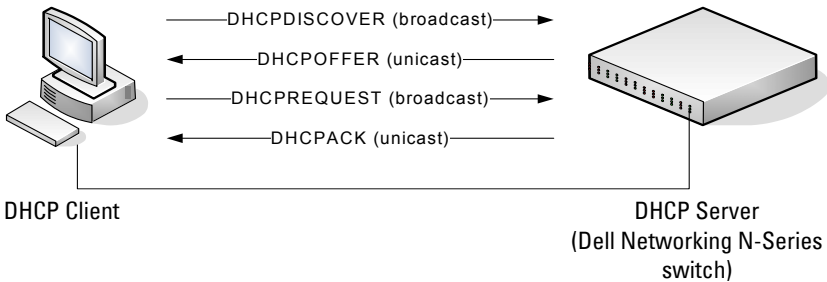 DHCPDISCOVER (broadcast)
DHCPOFFER (unicast)
DHCPREQUEST (broadcast)
DHCPACK (unicast)
DHCP Client
DHCP Server
(Dell Networking N-Series
switch)